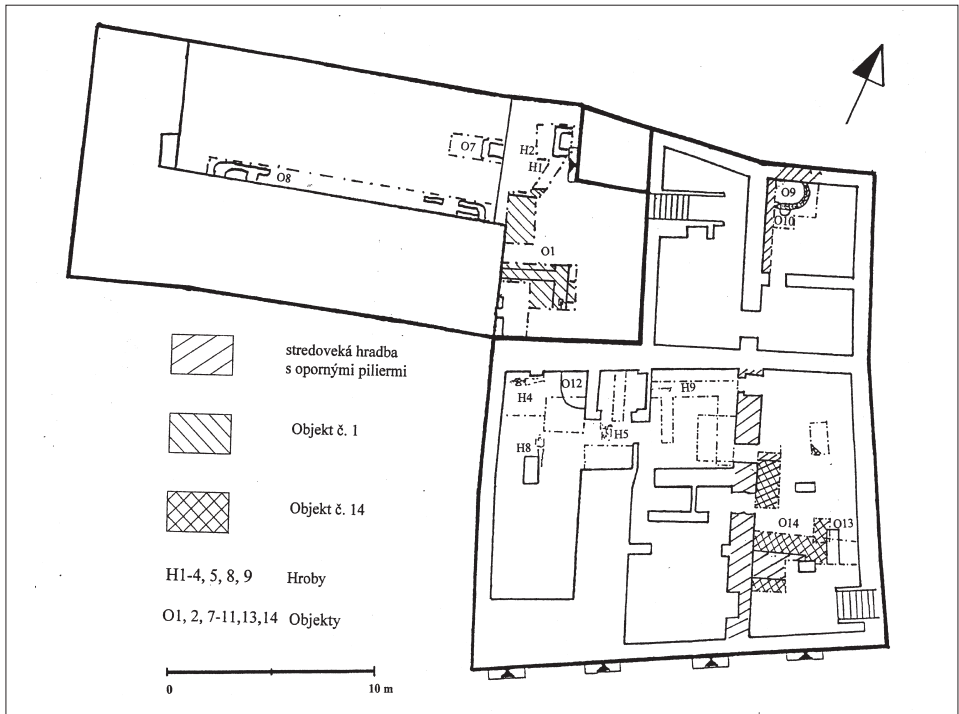 O7
H2
H1
O8
O9
O10
O1
stredoveká hradba
s opornými piliermi
H4
O12
H9
H5
H8
Objekt č. 1
Objekt č. 14
O14
O13
H1-4, 5, 8, 9 Hroby
O1, 2, 7-11,13,14 Objekty
0
10 m